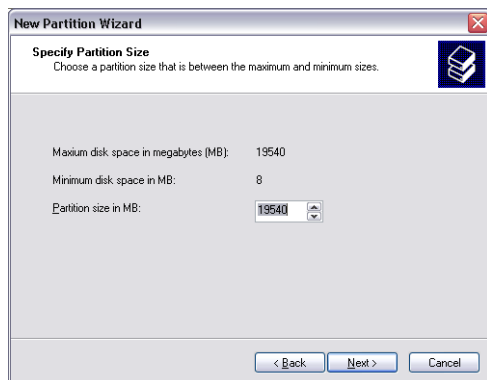 New Partition Wizard
Specify Partition Size
Choose a partition size that is between the maximum and minimum sizes.
Maxium disk space in megabytes (MB): 19540
Minimum disk space in MB: 8
Partition size in MB: 19540
< Back Next > Cancel